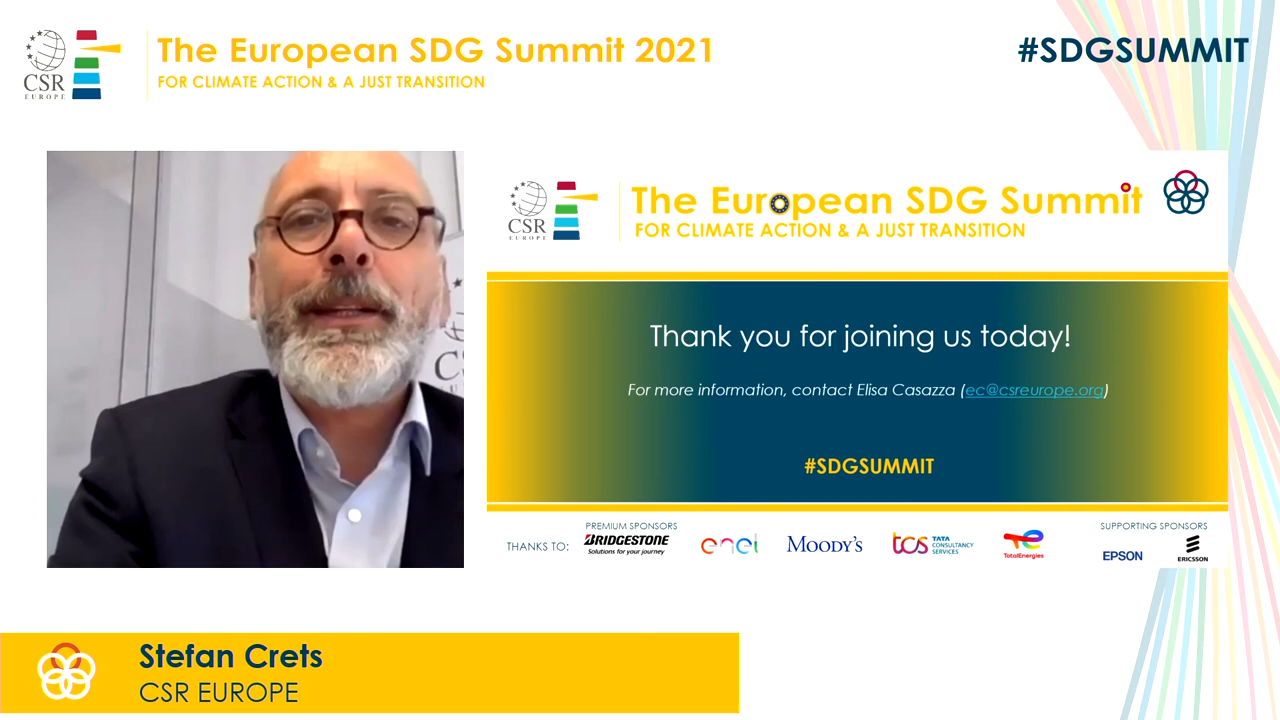 CSR
EUROPE
The European SDG Summit 2021
FOR CLIMATE ACTION & A JUST TRANSITION
#SDGSUMMIT
CSR
EUROPE
The European SDG Summit
FOR CLIMATE ACTION & A JUST TRANSITION
Thank you for joining us today!
For more information, contact Elisa Casazza (ec@csreurope.org)
#SDGSUMMIT
THANKS TO:
PREMIUM SPONSORS
BRIDGESTONE
Solutions for your journey
enel
MOODY'S
tcs TATA
CONSULTANCY
SERVICES
TotalEnergies
SUPPORTING SPONSORS
EPSON
ERICSSON
Stefan Crets
CSR EUROPE